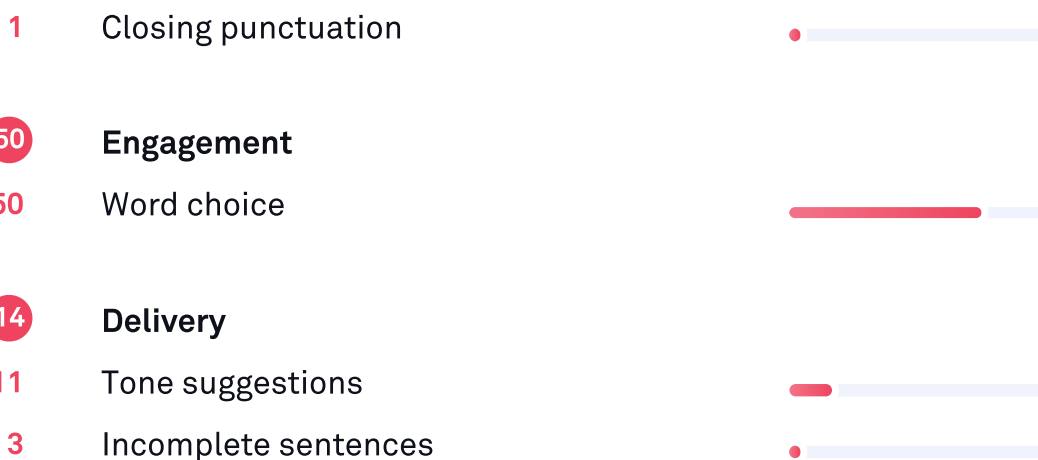 1 Closing punctuation
50 Engagement
50 Word choice
14 Delivery
11 Tone suggestions
3 Incomplete sentences